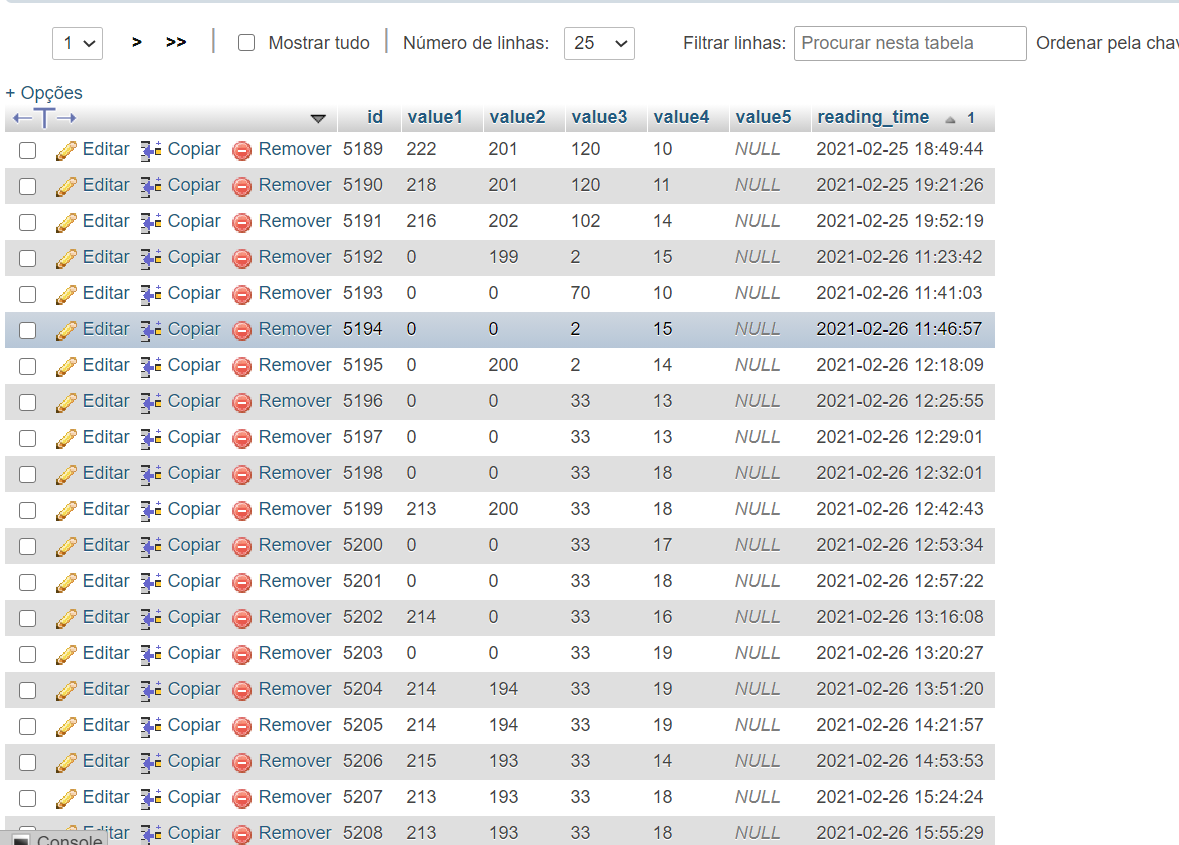 1 > >> | Mostrar tudo | Número de linhas: 25 Filtrar linhas: Procurar nesta tabela Ordenar pela
+ Opções
←T→ id value1 value2 value3 value4 value5 reading_time 1
Editar Copiar Remover 5189 222 201 120 10 NULL 2021-02-25 18:49:44
Editar Copiar Remover 5190 218 201 120 11 NULL 2021-02-25 19:21:26
Editar Copiar Remover 5191 216 202 102 14 NULL 2021-02-25 19:52:19
Editar Copiar Remover 5192 0 199 2 15 NULL 2021-02-26 11:23:42
Editar Copiar Remover 5193 0 0 70 10 NULL 2021-02-26 11:41:03
Editar Copiar Remover 5194 0 0 2 15 NULL 2021-02-26 11:46:57
Editar Copiar Remover 5195 0 200 2 14 NULL 2021-02-26 12:18:09
Editar Copiar Remover 5196 0 0 33 13 NULL 2021-02-26 12:25:55
Editar Copiar Remover 5197 0 0 33 13 NULL 2021-02-26 12:29:01
Editar Copiar Remover 5198 0 0 33 18 NULL 2021-02-26 12:32:01
Editar Copiar Remover 5199 213 200 33 18 NULL 2021-02-26 12:42:43
Editar Copiar Remover 5200 0 0 33 17 NULL 2021-02-26 12:53:34
Editar Copiar Remover 5201 0 0 33 18 NULL 2021-02-26 12:57:22
Editar Copiar Remover 5202 214 0 33 16 NULL 2021-02-26 13:16:08
Editar Copiar Remover 5203 0 0 33 19 NULL 2021-02-26 13:20:27
Editar Copiar Remover 5204 214 194 33 19 NULL 2021-02-26 13:51:20
Editar Copiar Remover 5205 214 194 33 19 NULL 2021-02-26 14:21:57
Editar Copiar Remover 5206 215 193 33 14 NULL 2021-02-26 14:53:53
Editar Copiar Remover 5207 213 193 33 18 NULL 2021-02-26 15:24:24
Editar Copiar Remover 5208 213 193 33 18 NULL 2021-02-26 15:55:29
Console